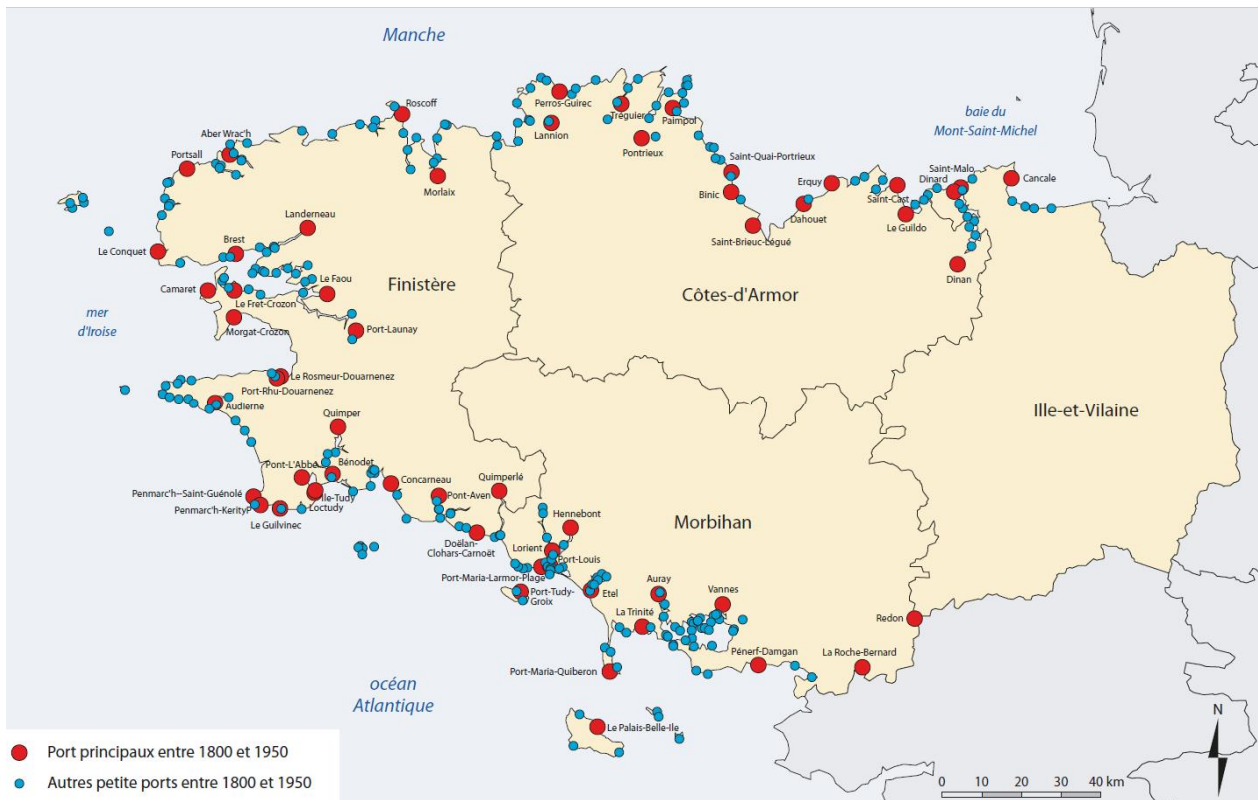 Manche
Roscoff
Perros-Guirec
Tréguier
Paimpol
baie du
Mont-Saint-Michel
Aber Wrac'h
Lannion
Portsall
Pontrieux
Saint-Quai-Portrieux
Saint-Malo
Erquy
Dinard
Cancale
Morlaix
Binic
Saint-Cast
Landerneau
Dahouet
Le Guildo
Saint-Brieuc-Légué
Le Conquet
Brest
Dinan
Camaret
Le Faou
Finistère
Côtes-d'Armor
Le Fret-Crozon
mer
d'Iroise
Morgat-Crozon
Port-Launay
Le Rosmeur-Douarnenez
Port-Rhu-Douarnenez
Audierne
Ille-et-Vilaine
Quimper
Pont-L'Abbé
Bénodet
Concarneau
Quimperlé
Penmarc'h--Saint-Guénolé
Ile-Tudy
Pont-Aven
Penmarc'h-KerityP
Loctudy
Hennebont
Morbihan
Le Guilvinec
Doëlan-
Clohars-Carnoët
Lorient
Port-Louis
Port-Maria-Larmor-Plage
Auray
Vannes
Port-Tudy-
Groix
Etel
La Trinité
Redon
Pénerf-Damgan
La Roche-Bernard
Port-Maria-Quiberon
océan
Atlantique
Le Palais-Belle-Ile
N
Port principaux entre 1800 et 1950
Autres petite ports entre 1800 et 1950
0 10 20 30 40 km